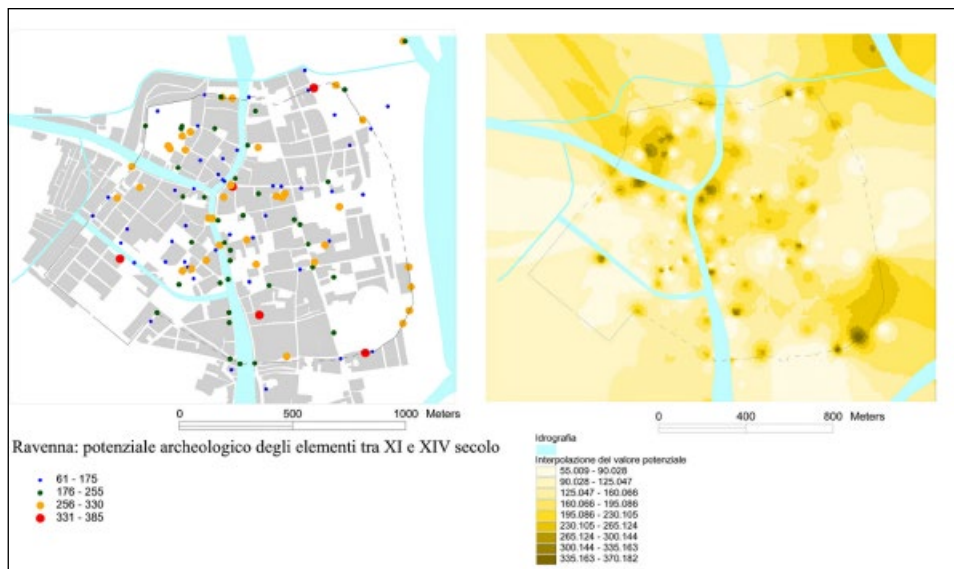 0 500 1000 Meters
Ravenna: potenziale archeologico degli elementi tra XI e XIV secolo
61 - 175
176 - 255
256 - 330
331 - 385
0 400 800 Meters
Idrografia
Interpolazione del valore potenziale
55.009 - 90.028
90.028 - 125.047
125.047 - 160.066
160.066 - 195.086
195.086 - 230.105
230.105 - 265.124
265.124 - 300.144
300.144 - 335.163
335.163 - 370.182